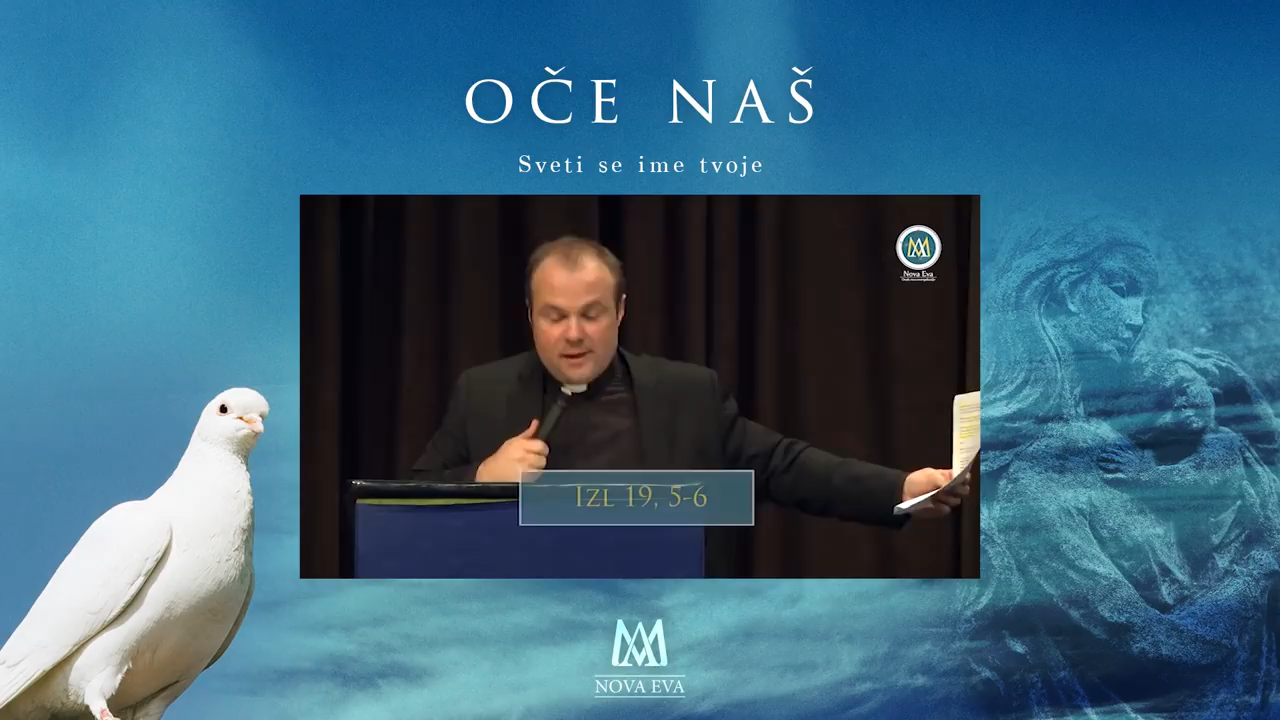 OČE NAŠ
Sveti se ime tvoje
Nova Eva
Izl 19, 5-6
NOVA EVA